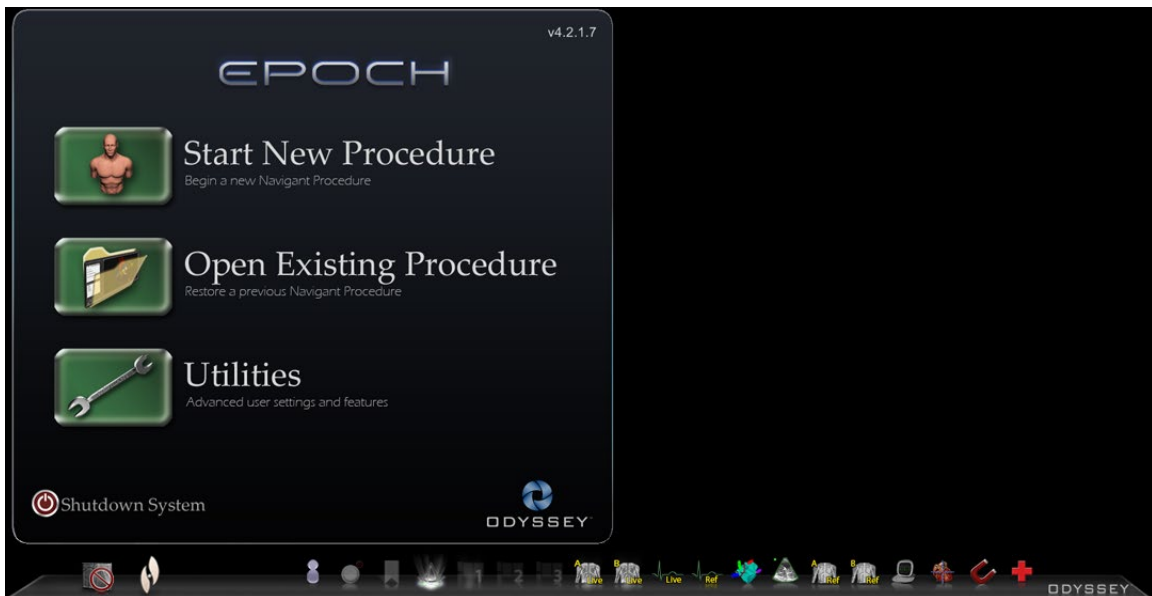 v4.2.1.7
EPOCH
Start New Procedure
Begin a new Navigant Procedure
Open Existing Procedure
Restore a previous Navigant Procedure
Utilities
Advanced user settings and features
Shutdown System
ODYSSEY
1 2 3
A Live
B Live
Live
Ref
A Ref
B Ref
ODYSSEY